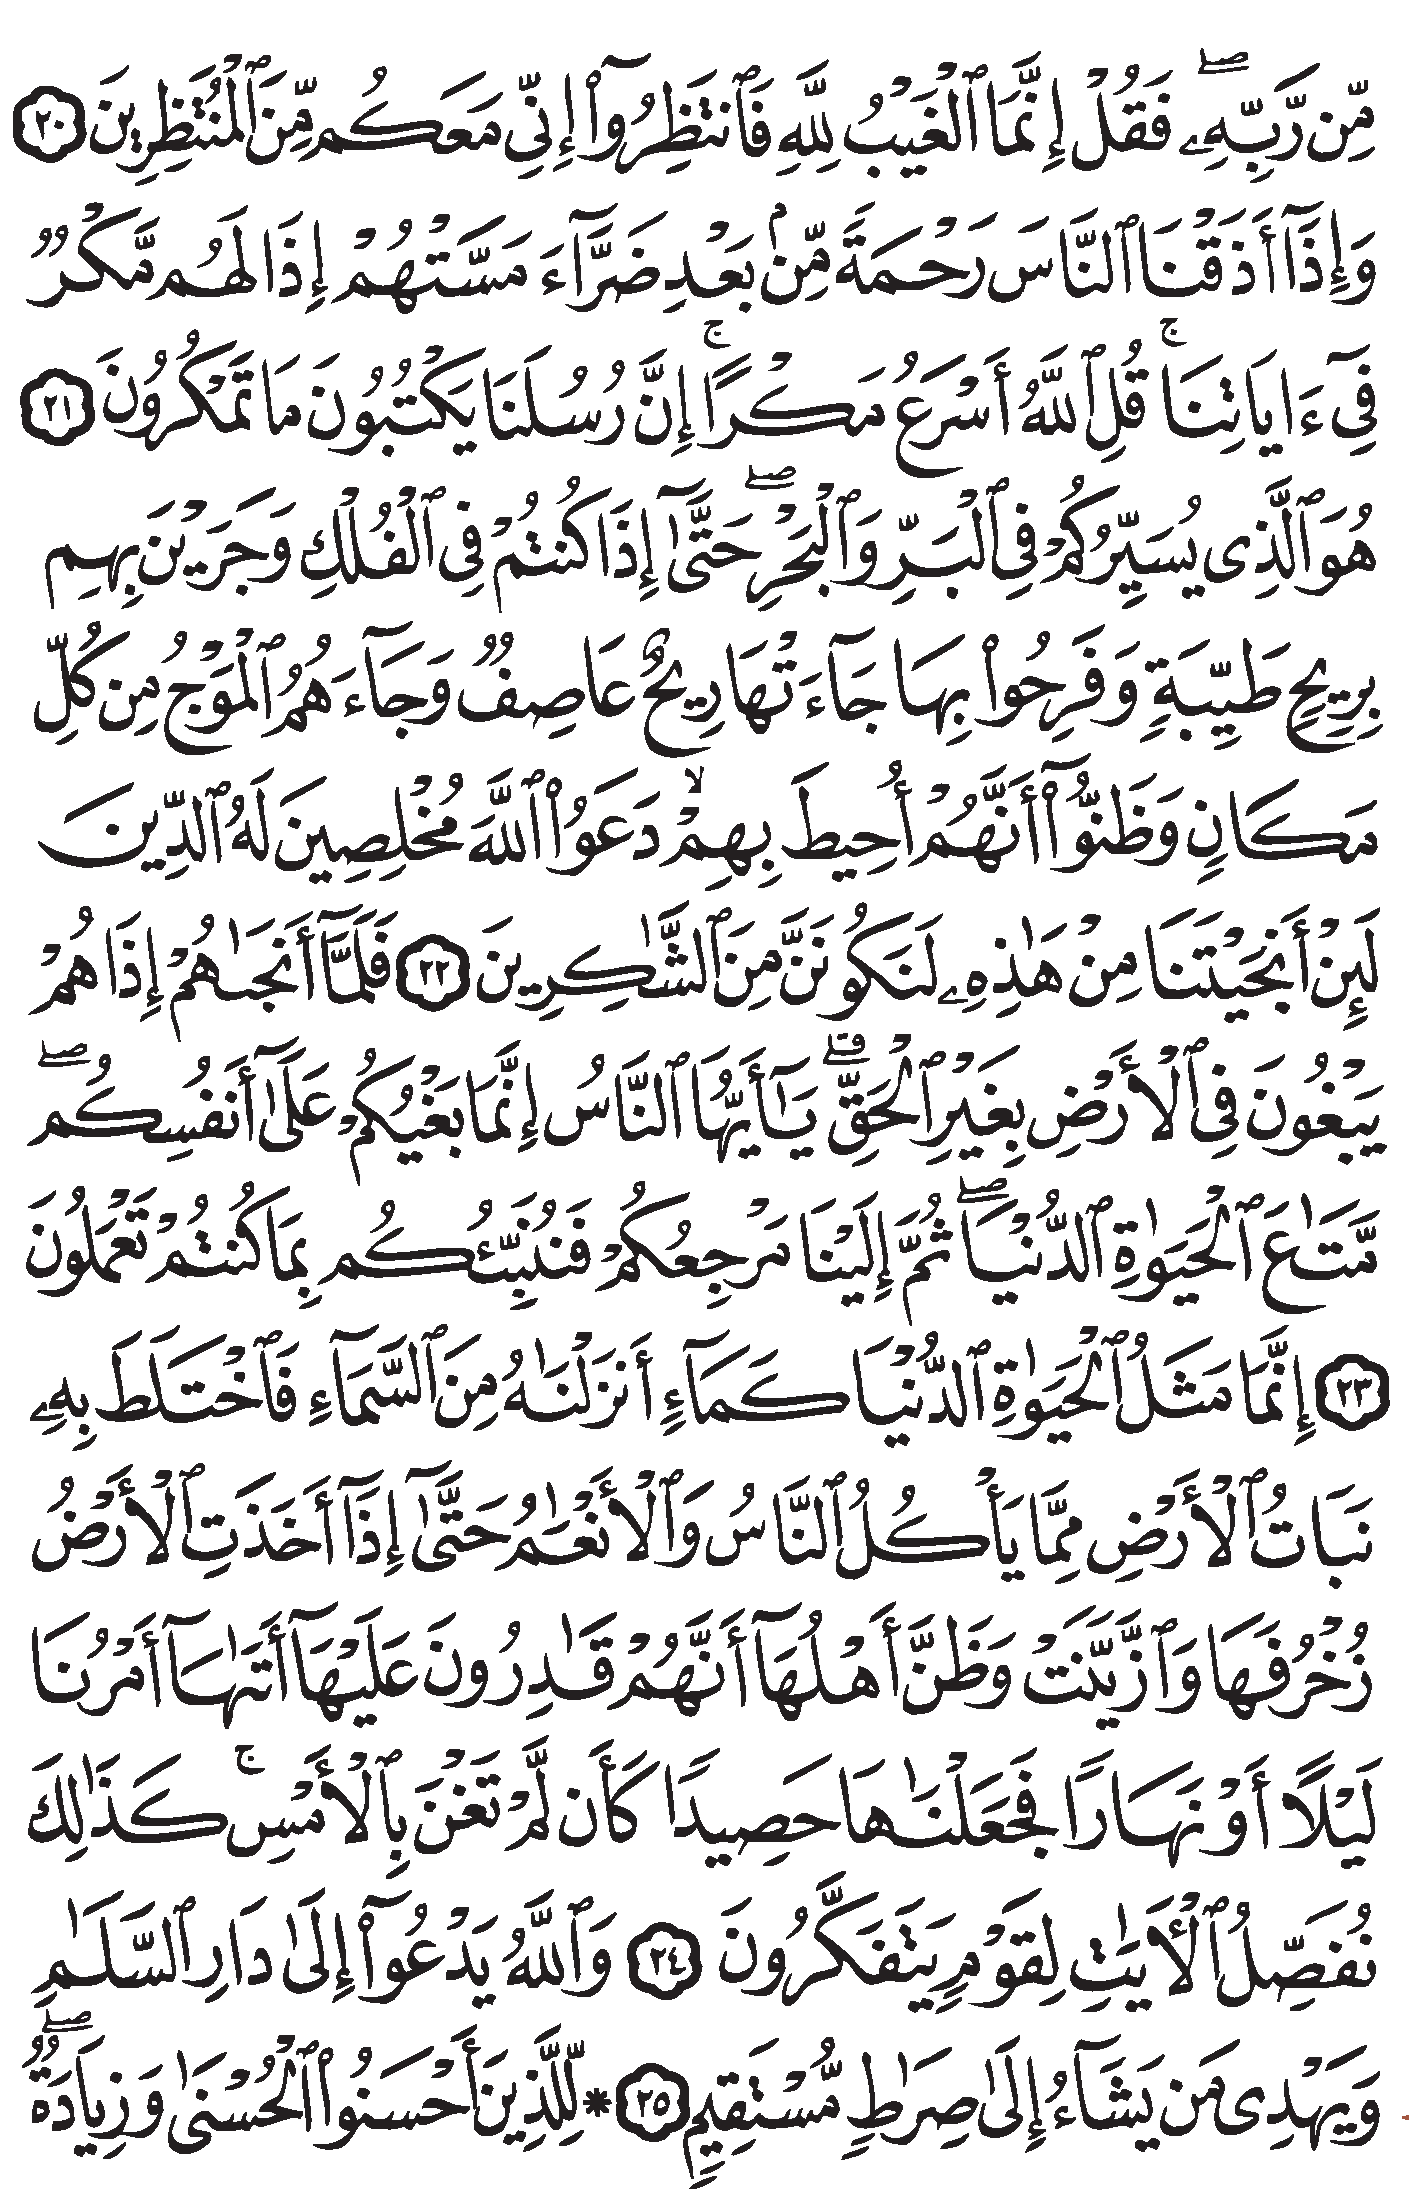 مِّن رَّبِّهِۦۖ فَقُلۡ إِنَّمَا ٱلۡغَيۡبُ لِلَّهِ فَٱنتَظِرُوٓاْ إِنِّي مَعَكُم مِّنَ ٱلۡمُنتَظِرِينَ ٢٠
وَإِذَآ أَذَقۡنَا ٱلنَّاسَ رَحۡمَةٗ مِّنۢ بَعۡدِ ضَرَّآءَ مَسَّتۡهُمۡ إِذَا لَهُم مَّكۡرٞ
فِيٓ ءَايَاتِنَاۚ قُلِ ٱللَّهُ أَسۡرَعُ مَكۡرًاۚ إِنَّ رُسُلَنَا يَكۡتُبُونَ مَا تَمۡكُرُونَ ٢١
هُوَ ٱلَّذِي يُسَيِّرُكُمۡ فِي ٱلۡبَرِّ وَٱلۡبَحۡرِۖ حَتَّىٰٓ إِذَا كُنتُمۡ فِي ٱلۡفُلۡكِ وَجَرَيۡنَ بِهِم
بِرِيحٖ طَيِّبَةٖ وَفَرِحُواْ بِهَا جَآءَتۡهَا رِيحٌ عَاصِفٞ وَجَآءَهُمُ ٱلۡمَوۡجُ مِن كُلِّ
مَكَانٖ وَظَنُّوٓاْ أَنَّهُمۡ أُحِيطَ بِهِمۡۙ دَعَوُاْ ٱللَّهَ مُخۡلِصِينَ لَهُ ٱلدِّينَ
لَئِنۡ أَنجَيۡتَنَا مِنۡ هَٰذِهِۦ لَنَكُونَنَّ مِنَ ٱلشَّٰكِرِينَ ٢٢ فَلَمَّآ أَنجَىٰهُمۡ إِذَا هُمۡ
يَبۡغُونَ فِي ٱلۡأَرۡضِ بِغَيۡرِ ٱلۡحَقِّۗ يَٰٓأَيُّهَا ٱلنَّاسُ إِنَّمَا بَغۡيُكُمۡ عَلَىٰٓ أَنفُسِكُمۖ
مَّتَٰعَ ٱلۡحَيَوٰةِ ٱلدُّنۡيَاۖ ثُمَّ إِلَيۡنَا مَرۡجِعُكُمۡ فَنُنَبِّئُكُم بِمَا كُنتُمۡ تَعۡمَلُونَ
٢٣ إِنَّمَا مَثَلُ ٱلۡحَيَوٰةِ ٱلدُّنۡيَا كَمَآءٍ أَنزَلۡنَٰهُ مِنَ ٱلسَّمَآءِ فَٱخۡتَلَطَ بِهِۦ
نَبَاتُ ٱلۡأَرۡضِ مِمَّا يَأۡكُلُ ٱلنَّاسُ وَٱلۡأَنۡعَٰمُ حَتَّىٰٓ إِذَآ أَخَذَتِ ٱلۡأَرۡضُ
زُخۡرُفَهَا وَٱزَّيَّنَتۡ وَظَنَّ أَهۡلُهَآ أَنَّهُمۡ قَٰدِرُونَ عَلَيۡهَآ أَتَىٰهَآ أَمۡرُنَا
لَيۡلًا أَوۡ نَهَارٗا فَجَعَلۡنَٰهَا حَصِيدٗا كَأَن لَّمۡ تَغۡنَ بِٱلۡأَمۡسِۚ كَذَٰلِكَ
نُفَصِّلُ ٱلۡأٓيَٰتِ لِقَوۡمٖ يَتَفَكَّرُونَ ٢٤ وَٱللَّهُ يَدۡعُوٓاْ إِلَىٰ دَارِ ٱلسَّلَٰمِ
وَيَهۡدِي مَن يَشَآءُ إِلَىٰ صِرَٰطٖ مُّسۡتَقِيمٖ ٢٥ * لِّلَّذِينَ أَحۡسَنُواْ ٱلۡحُسۡنَىٰ وَزِيَادَةٞۖ